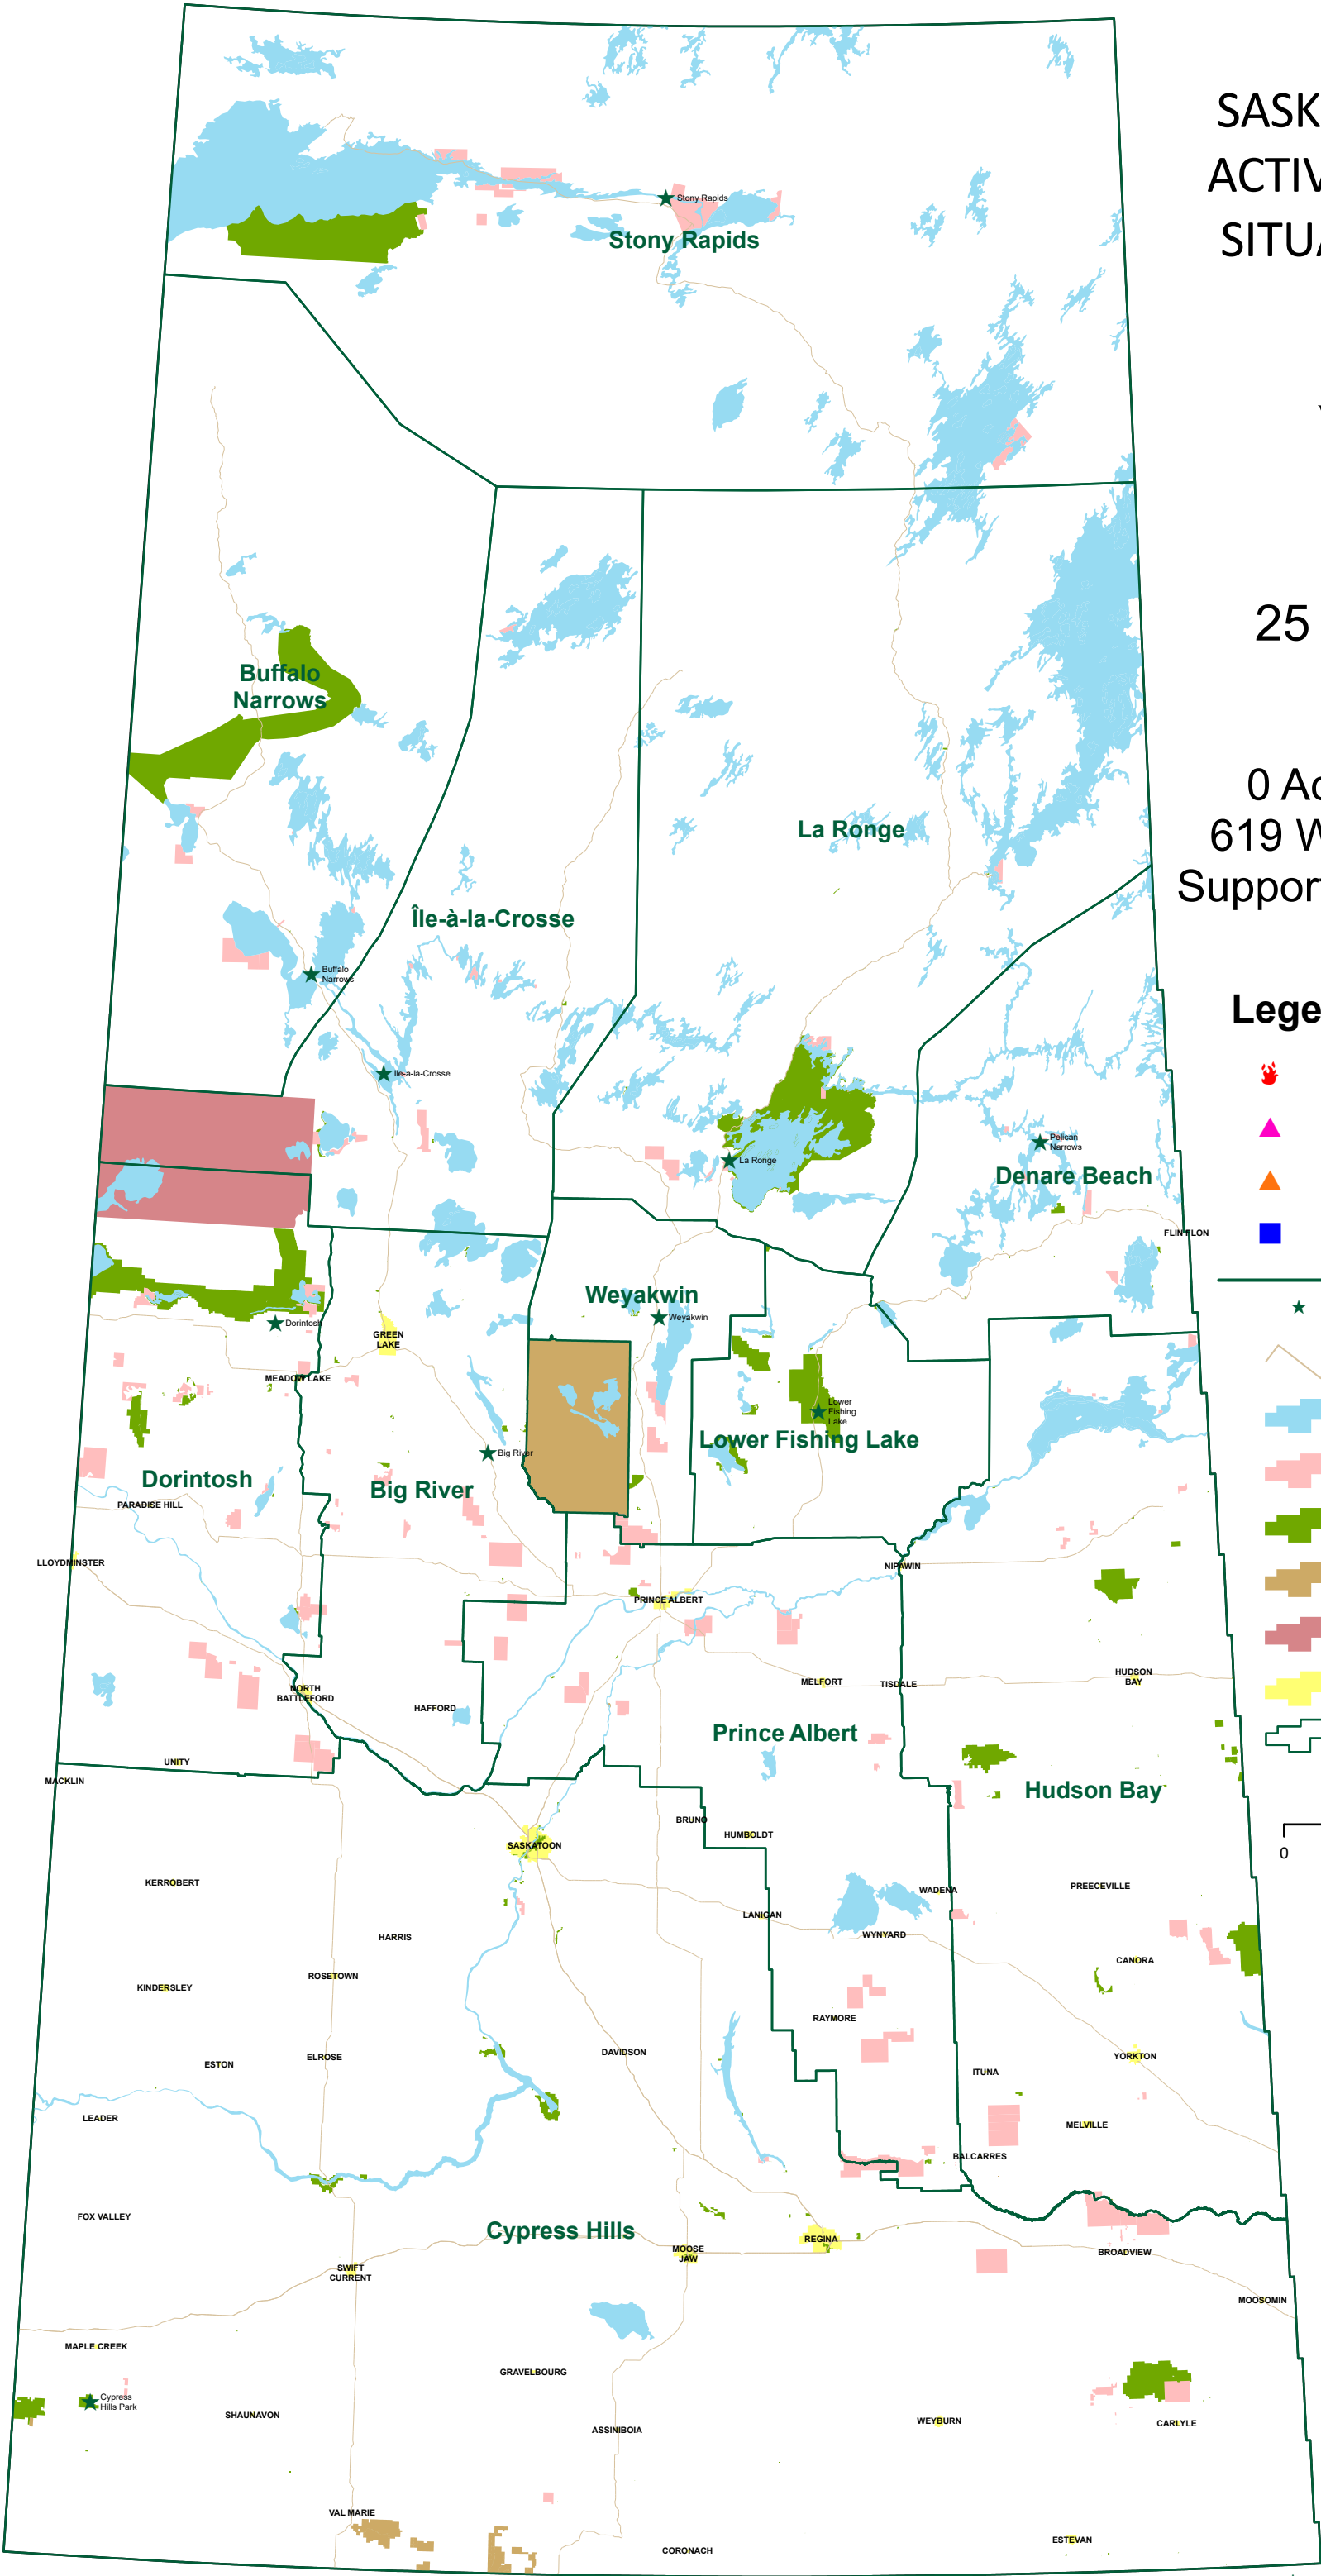 SASK
ACTIV
SITUA
Stony Rapids
Stony Rapids
25
Buffalo
Narrows
0 Ac
619 W
Support
La Ronge
Île-à-la-Crosse
Buffalo
Narrows
Lege
Ile-a-la-Crosse
Pelican
Narrows
La Ronge
Denare Beach
FLIN FLON
Weyakwin
Weyakwin
Dorintosh
GREEN
LAKE
MEADOW LAKE
Lower
Fishing
Lake
Lower Fishing Lake
Big River
Dorintosh
Big River
PARADISE HILL
LLOYDMINSTER
NIPAWIN
PRINCE ALBERT
HUDSON
BAY
MELFORT
TISDALE
NORTH
BATTLEFORD
HAFFORD
Prince Albert
UNITY
MACKLIN
Hudson Bay
BRUNO
HUMBOLDT
SASKATOON
0
KERROBERT
PREECEVILLE
WADENA
LANIGAN
WYNYARD
HARRIS
CANORA
ROSETOWN
KINDERSLEY
RAYMORE
DAVIDSON
YORKTON
ELROSE
ESTON
ITUNA
LEADER
MELVILLE
BALCARRES
FOX VALLEY
Cypress Hills
REGINA
MOOSE
JAW
BROADVIEW
SWIFT
CURRENT
MOOSOMIN
MAPLE CREEK
GRAVELBOURG
Cypress
Hills Park
SHAUNAVON
WEYBURN
CARLYLE
ASSINIBOIA
VAL MARIE
ESTEVAN
CORONACH